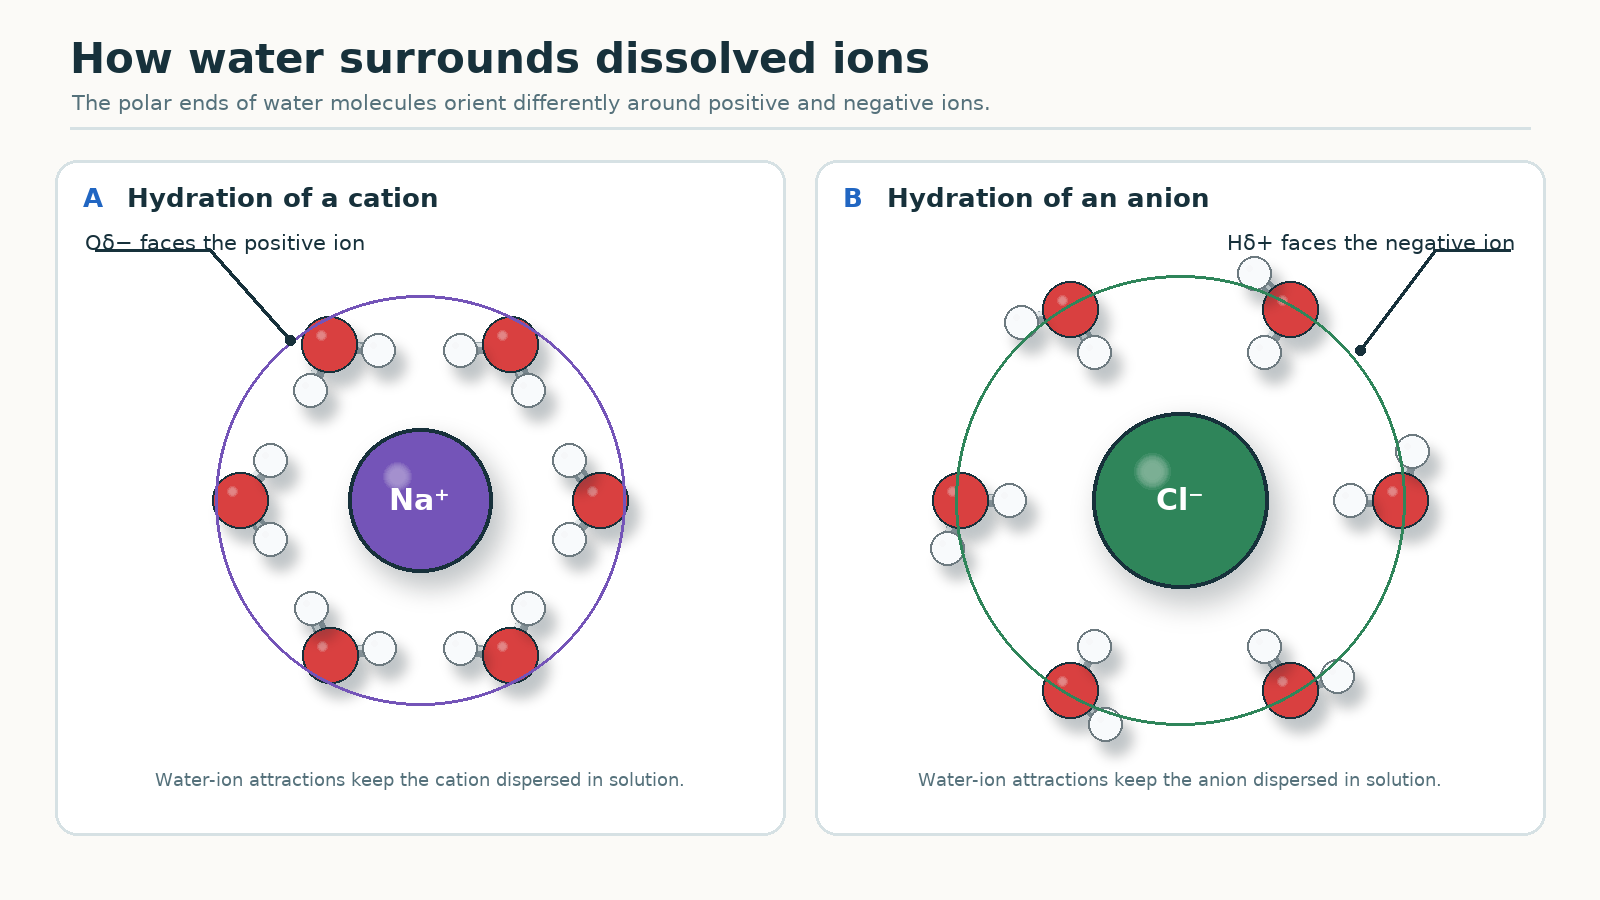 How water surrounds dissolved ions
The polar ends of water molecules orient differently around positive and negative ions.
A Hydration of a cation
Oδ− faces the positive ion
Na⁺
Water-ion attractions keep the cation dispersed in solution.
B Hydration of an anion
Hδ+ faces the negative ion
Cl⁻
Water-ion attractions keep the anion dispersed in solution.